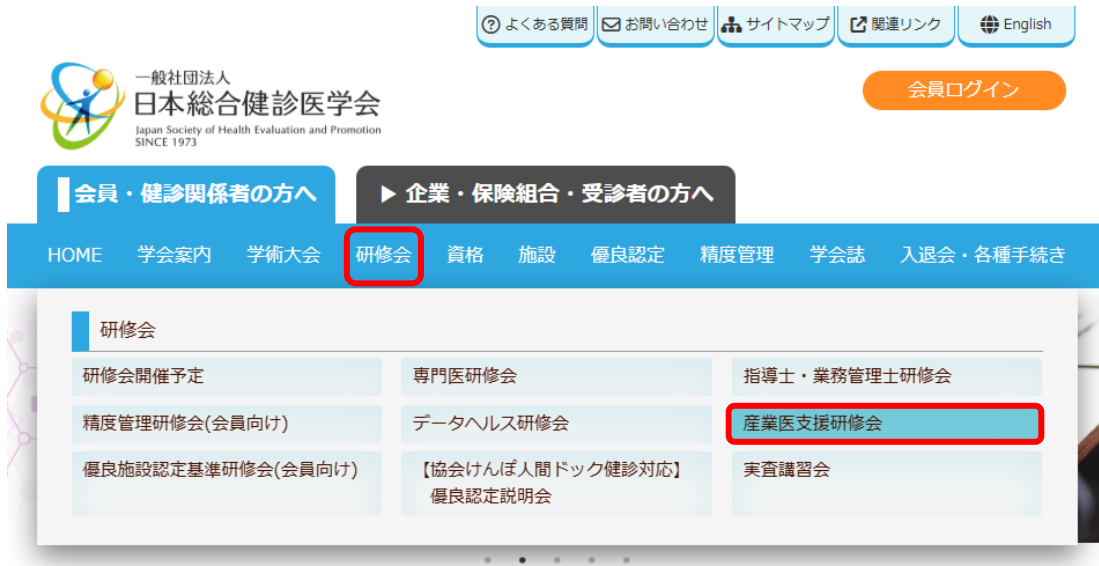 よくある質問
お問い合わせ
サイトマップ
関連リンク
English
一般社団法人
日本総合健診医学会
Japan Society of Health Evaluation and Promotion
SINCE 1973
会員ログイン
会員・健診関係者の方へ
▶ 企業・保険組合・受診者の方へ
HOME 学会案内 学術大会 研修会 資格 施設 優良認定 精度管理 学会誌 入退会・各種手続き
研修会
研修会開催予定
専門医研修会
指導士・業務管理士研修会
精度管理研修会(会員向け)
データヘルス研修会
産業医支援研修会
優良施設認定基準研修会(会員向け)
【協会けんぽ人間ドック健診対応】
優良認定説明会
実査講習会